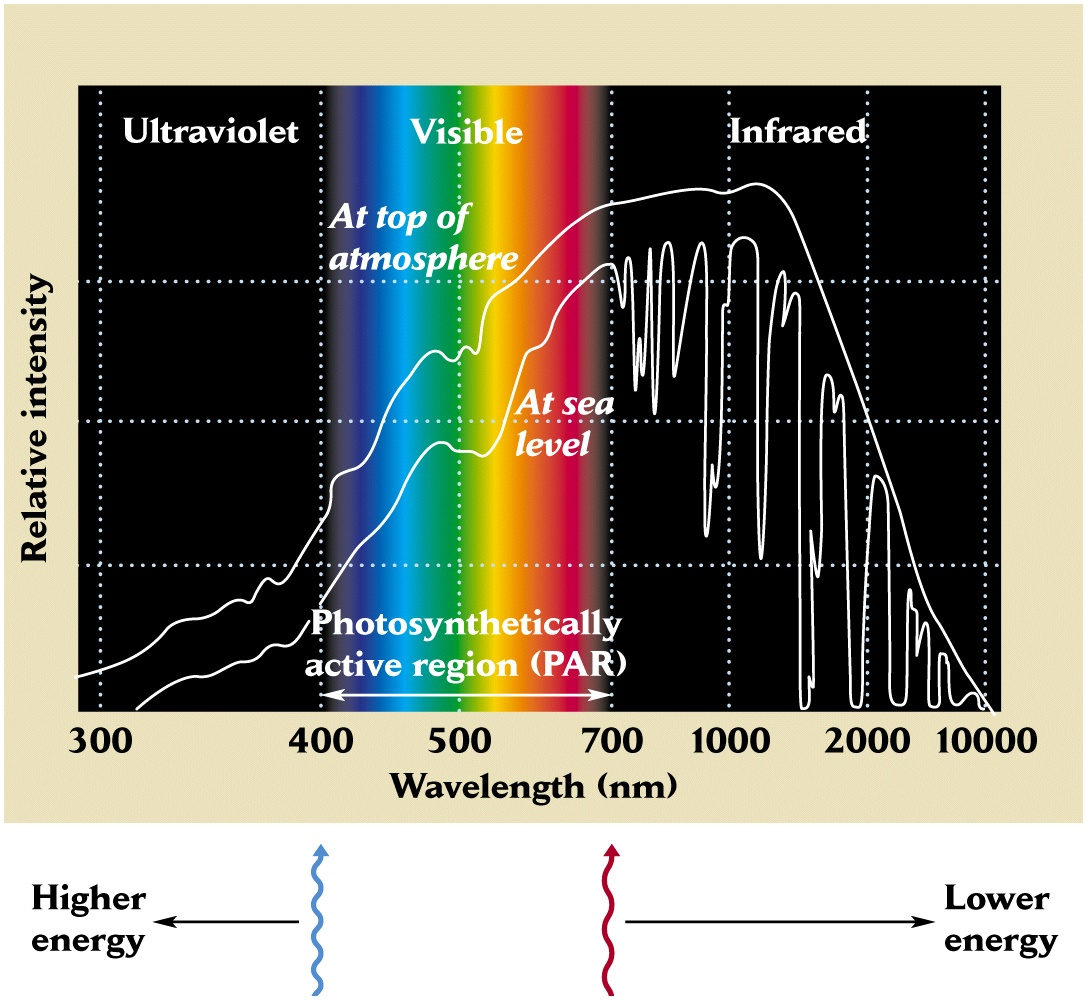 Ultraviolet Visible Infrared
At top of
atmosphere
Relative intensity
At sea
level
Photosynthetically
active region (PAR)
300 400 500 700 1000 2000 10000
Wavelength (nm)
Higher
energy
Lower
energy